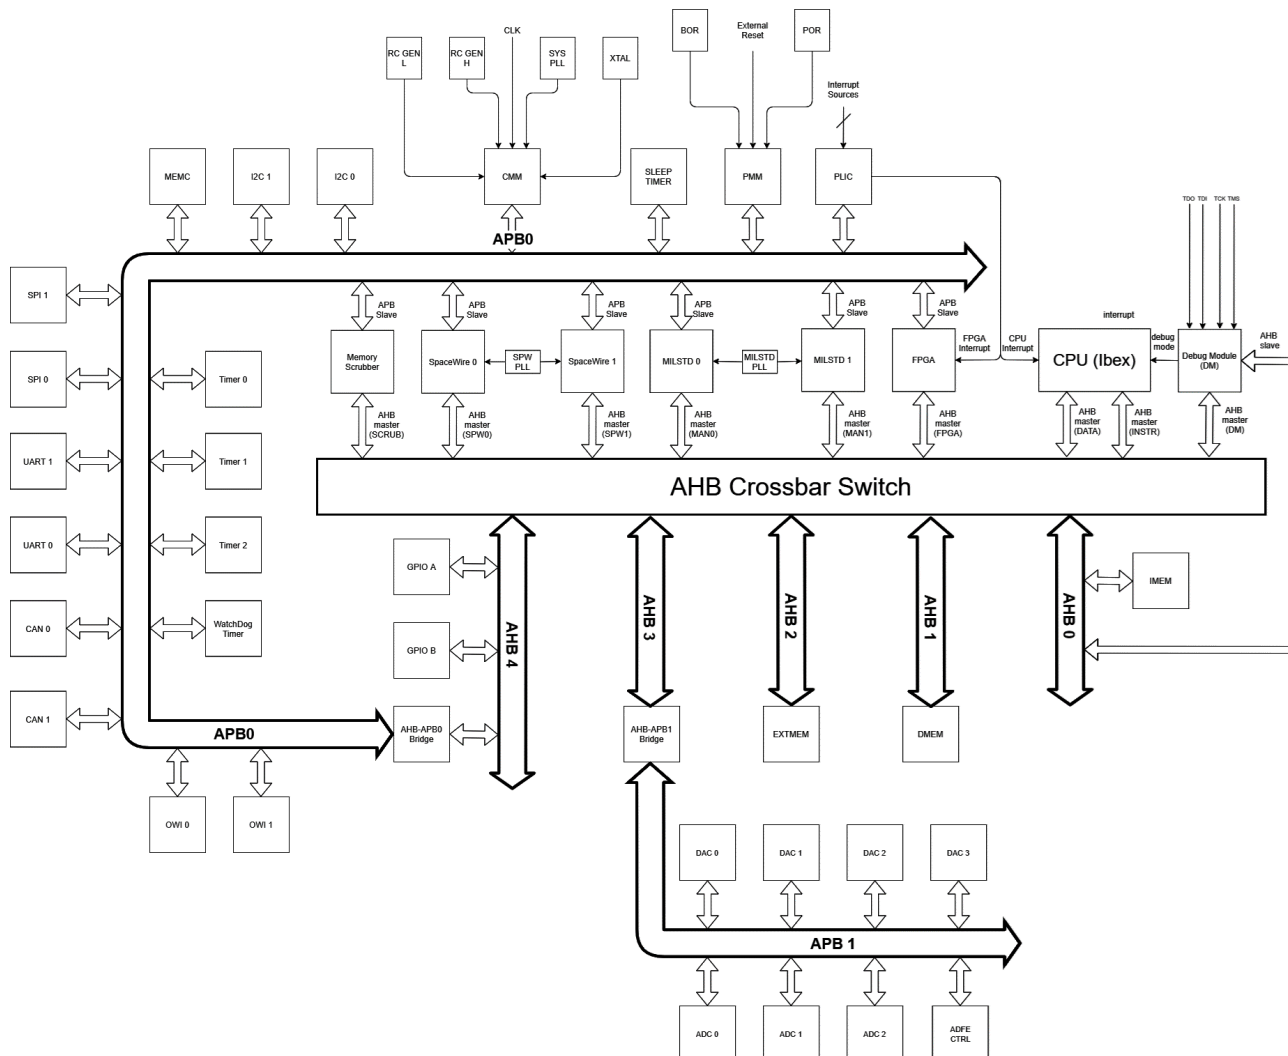 CLK
External
Reset
BOR
POR
RC GEN
L
RC GEN
H
SYS
PLL
XTAL
Interrupt
Sources
MEMC
I2C 1
I2C 0
CMM
SLEEP
TIMER
PMM
PLIC
TDO TDI TCK TMS
APB0
SPI 1
APB
Slave
APB
Slave
APB
Slave
APB
Slave
APB
Slave
APB
Slave
interrupt
Memory
Scrubber
SpaceWire 0
SPW
PLL
SpaceWire 1
MILSTD 0
MILSTD
PLL
MILSTD 1
FPGA
FPGA
Interrupt
CPU
Interrupt
CPU (Ibex)
debug
mode
Debug Module
(DM)
AHB
slave
SPI 0
Timer 0
AHB
master
(SCRUB)
AHB
master
(SPW0)
AHB
master
(SPW1)
AHB
master
(MAN0)
AHB
master
(MAN1)
AHB
master
(FPGA)
AHB
master
(DATA)
AHB
master
(INSTR)
AHB
master
(DM)
UART 1
Timer 1
AHB Crossbar Switch
UART 0
Timer 2
GPIO A
IMEM
AHB 4
AHB 3
AHB 2
AHB 1
AHB 0
CAN 0
WatchDog
Timer
GPIO B
CAN 1
APB0
AHB-APB0
Bridge
AHB-APB1
Bridge
EXTMEM
DMEM
OWI 0
OWI 1
DAC 0
DAC 1
DAC 2
DAC 3
APB 1
ADC 0
ADC 1
ADC 2
ADFE
CTRL